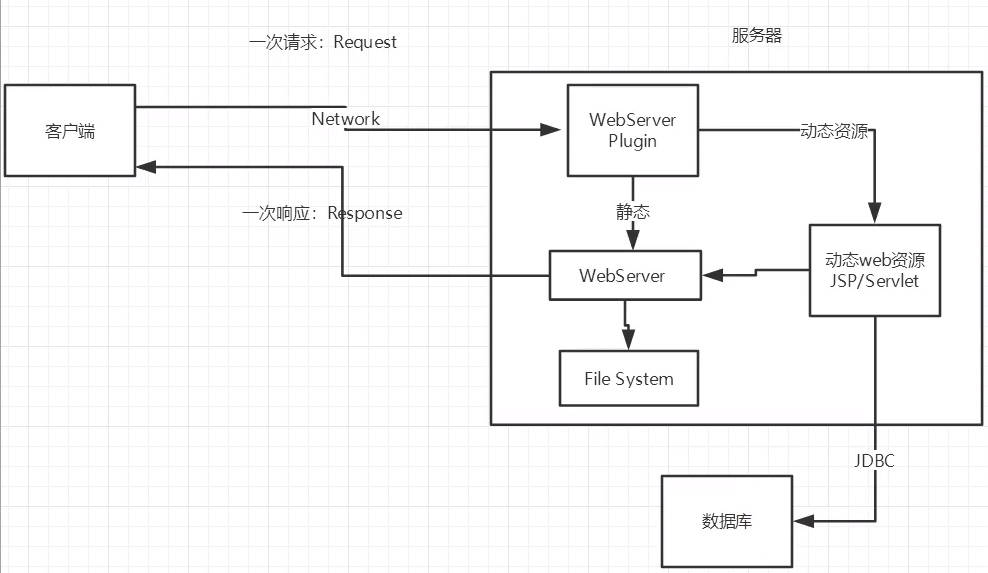 一次请求：Request
服务器
客户端
Network
WebServer
Plugin
动态资源
一次响应：Response
静态
动态web资源
JSP/Servlet
WebServer
File System
JDBC
数据库